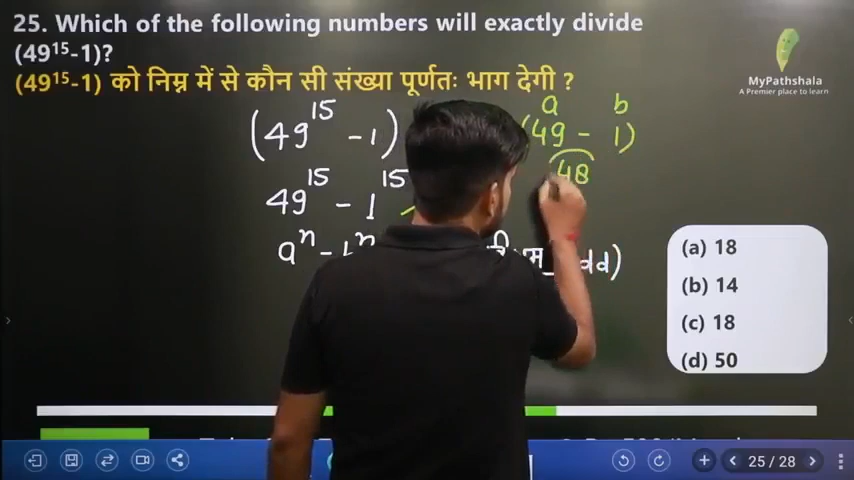 25. Which of the following numbers will exactly divide
(49¹⁵-1)?
(49¹⁵-1) को निम्न में से कौन सी संख्या पूर्णतः भाग देगी ?
MyPathshala
A Premier place to learn
(49¹⁵ - 1)
a b
(49 - 1)
48
49¹⁵ - 1¹⁵
aⁿ -
(a) 18
(b) 14
(c) 18
(d) 50
25 / 28